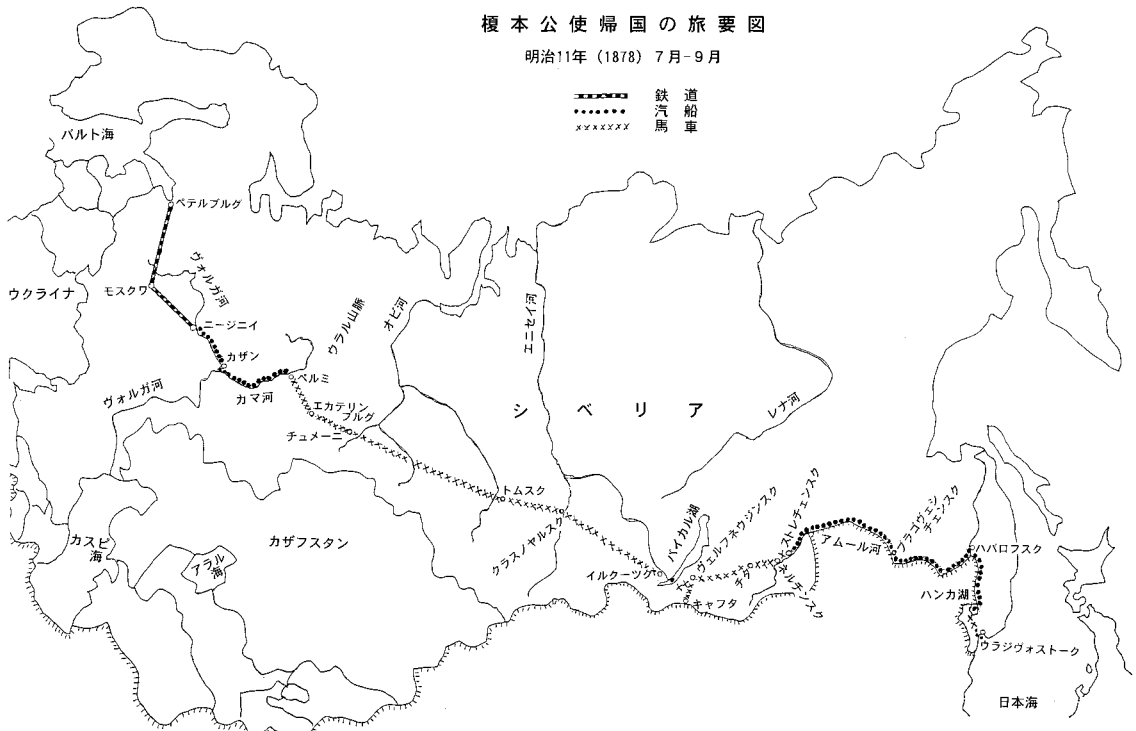 榎本公使帰国の旅要図
明治11年(1878)7月-9月
鉄道
汽船
馬車
バルト海
ペテルブルグ
ヴォルガ河
モスクワ
ウクライナ
ニージニイ
カザン
ウラル山脈
オビ河
エニセイ河
ペルミ
ヴォルガ河
カマ河
エカテリン
ブルグ
チュメーニ
シベリア
レナ河
トムスク
クラスノヤルスク
イルクーツク
バイカル湖
ヴェルフネウジンスク
チタ
ストレチェンスク
ネルチンスク
キャフタ
アムール河
ブラゴヴェシ
チェンスク
ハバロフスク
ハンカ湖
ウラジヴォストーク
日本海
カスピ
海
アラル
海
カザフスタン